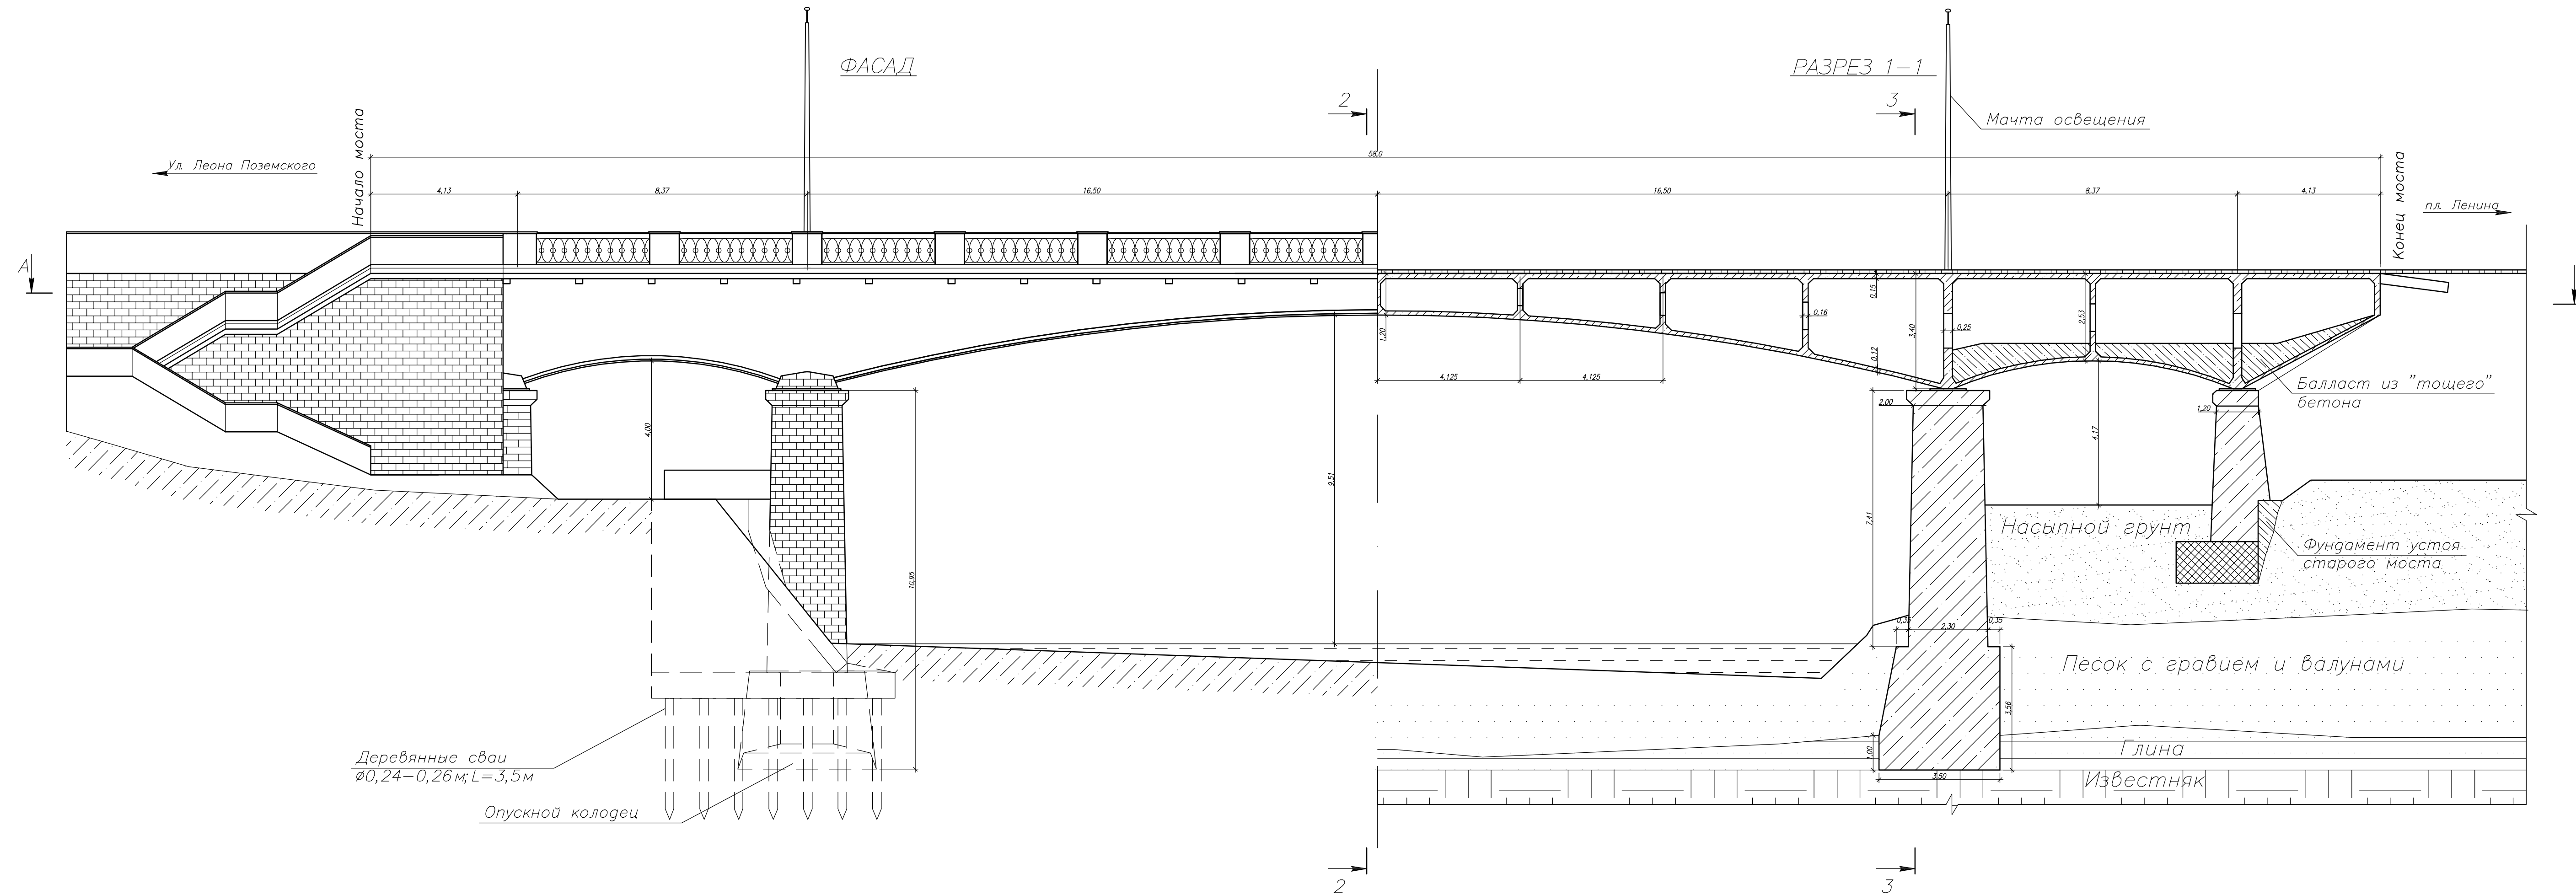 ФАСАД
РАЗРЕЗ 1-1
2
3
Мачта освещения
Ул. Леона Поземского
Начало моста
58,0
Конец моста
4,13
8,37
16,50
16,50
8,37
4,13
пл. Ленина
А
0,15
0,16
3,40
0,25
2,53
1,20
0,12
4,125
4,125
Балласт из "тощего"
бетона
2,00
1,20
4,00
4,17
9,51
7,41
10,95
Насыпной грунт
Фундамент устоя
старого моста
0,35
2,30
0,35
Песок с гравием и валунами
3,56
Деревянные сваи
ø0,24-0,26м; L=3,5м
1,00
Глина
3,50
Известняк
Опускной колодец
2
3